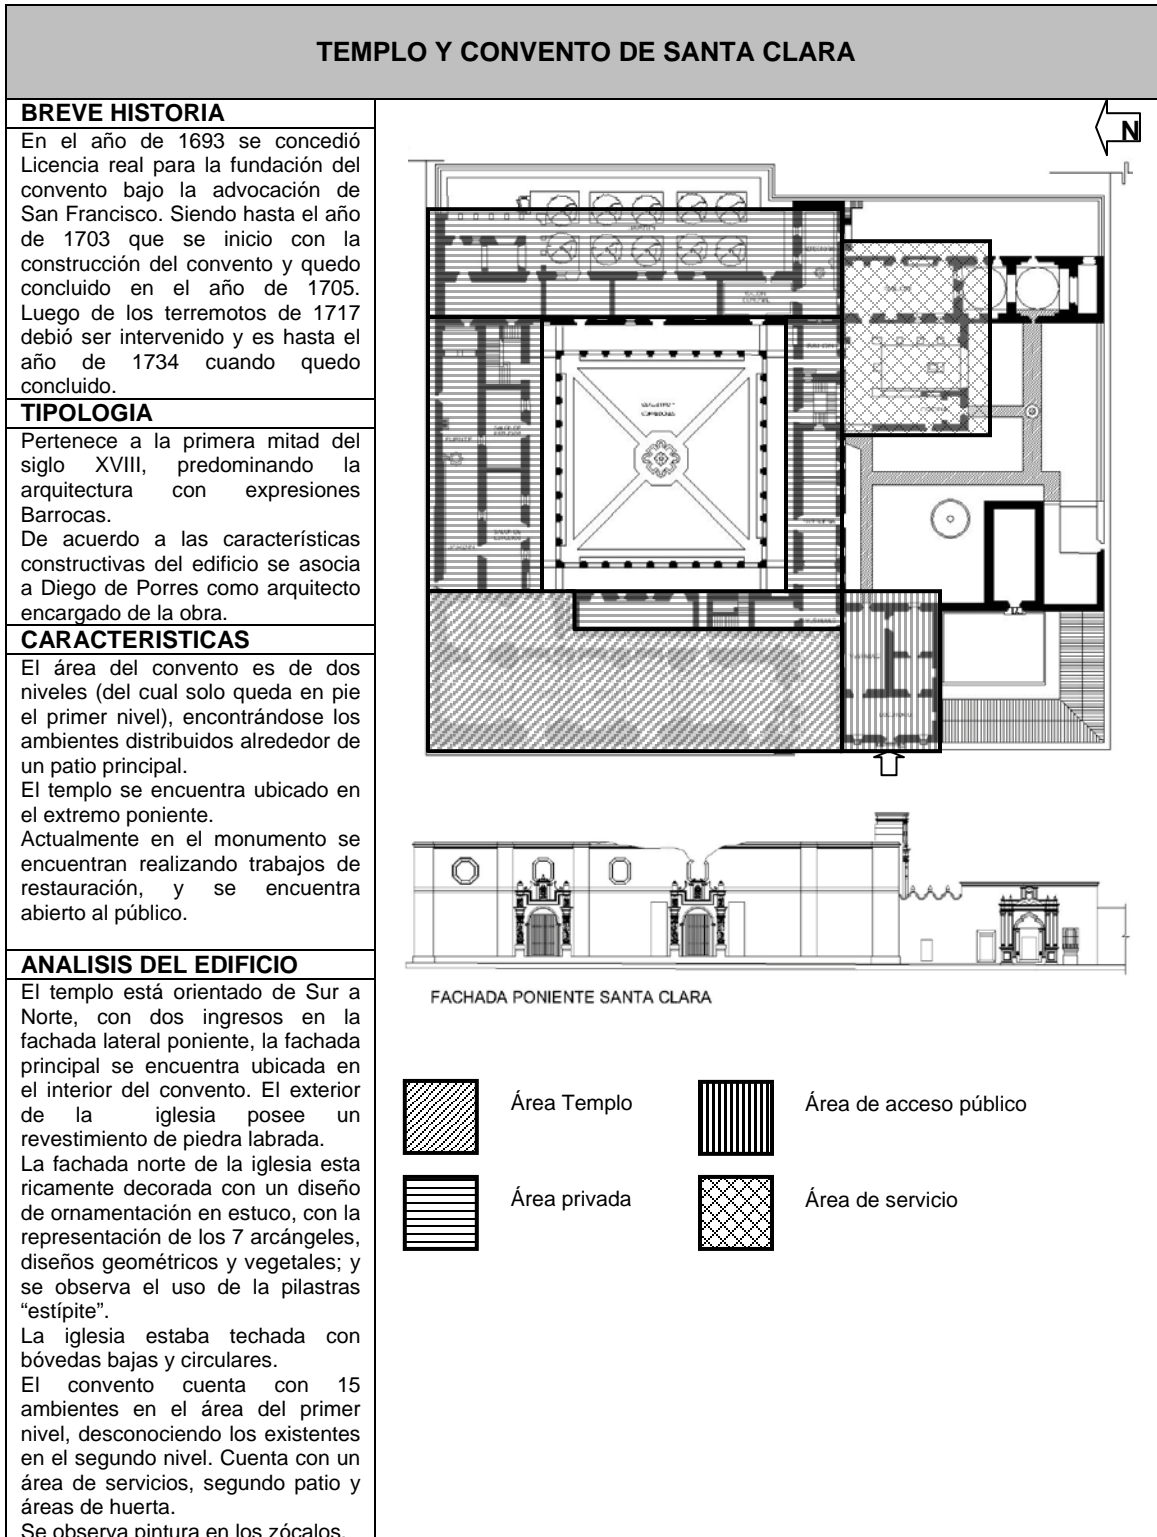 TEMPLO Y CONVENTO DE SANTA CLARA
BREVE HISTORIA
En el año de 1693 se concedió
Licencia real para la fundación del
convento bajo la advocación de
San Francisco. Siendo hasta el año
de 1703 que se inicio con la
construcción del convento y quedo
concluido en el año de 1705.
Luego de los terremotos de 1717
debió ser intervenido y es hasta el
año de 1734 cuando quedo
concluido.
TIPOLOGIA
Pertenece a la primera mitad del
siglo XVIII, predominando la
arquitectura con expresiones
Barrocas.
De acuerdo a las características
constructivas del edificio se asocia
a Diego de Porres como arquitecto
encargado de la obra.
CARACTERISTICAS
El área del convento es de dos
niveles (del cual solo queda en pie
el primer nivel), encontrándose los
ambientes distribuidos alrededor de
un patio principal.
El templo se encuentra ubicado en
el extremo poniente.
Actualmente en el monumento se
encuentran realizando trabajos de
restauración, y se encuentra
abierto al público.
ANALISIS DEL EDIFICIO
El templo está orientado de Sur a
Norte, con dos ingresos en la
fachada lateral poniente, la fachada
principal se encuentra ubicada en
el interior del convento. El exterior
de la iglesia posee un
revestimiento de piedra labrada.
La fachada norte de la iglesia esta
ricamente decorada con un diseño
de ornamentación en estuco, con la
representación de los 7 arcángeles,
diseños geométricos y vegetales; y
se observa el uso de la pilastras
“estípite”.
La iglesia estaba techada con
bóvedas bajas y circulares.
El convento cuenta con 15
ambientes en el área del primer
nivel, desconociendo los existentes
en el segundo nivel. Cuenta con un
área de servicios, segundo patio y
áreas de huerta.
Se observa pintura en los zócalos.
N
FACHADA PONIENTE SANTA CLARA
Área Templo
Área de acceso público
Área privada
Área de servicio